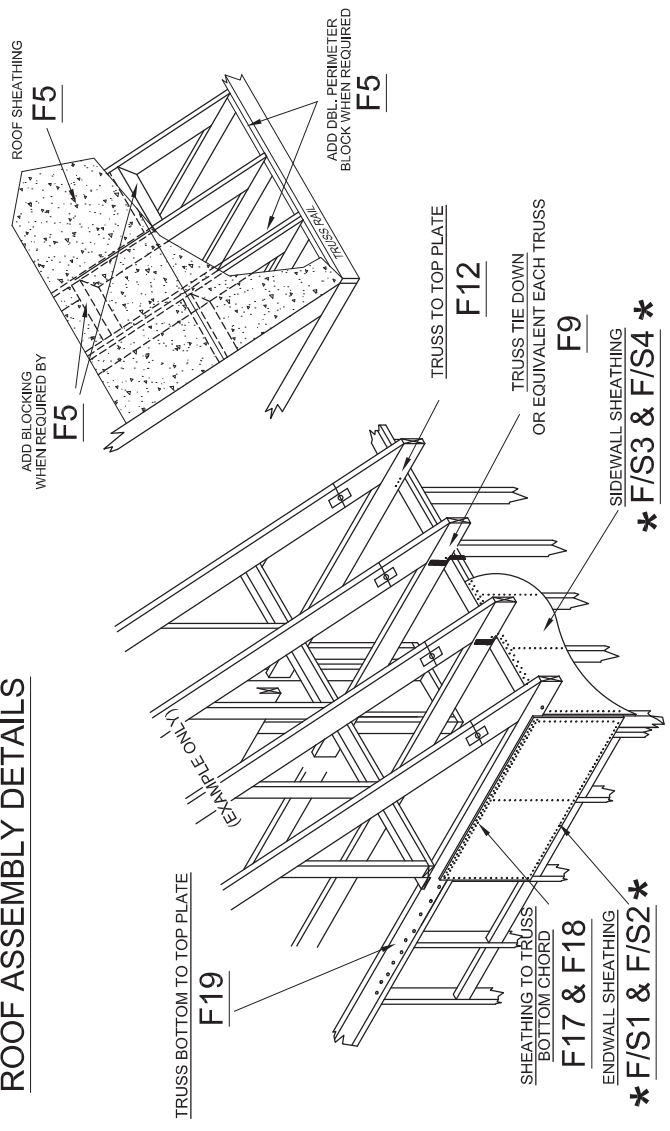 ROOF ASSEMBLY DETAILS
TRUSS BOTTOM TO TOP PLATE
F19
SHEATHING TO TRUSS
BOTTOM CHORD
F17 & F18
ENDWALL SHEATHING
* F/S1 & F/S2 *
(EXAMPLE ONLY)
ADD BLOCKING
WHEN REQUIRED BY
F5
ROOF SHEATHING
F5
ADD DBL. PERIMETER
BLOCK WHEN REQUIRED
F5
TRUSS RAIL
TRUSS TO TOP PLATE
F12
TRUSS TIE DOWN
OR EQUIVALENT EACH TRUSS
F9
SIDEWALL SHEATHING
* F/S3 & F/S4 *